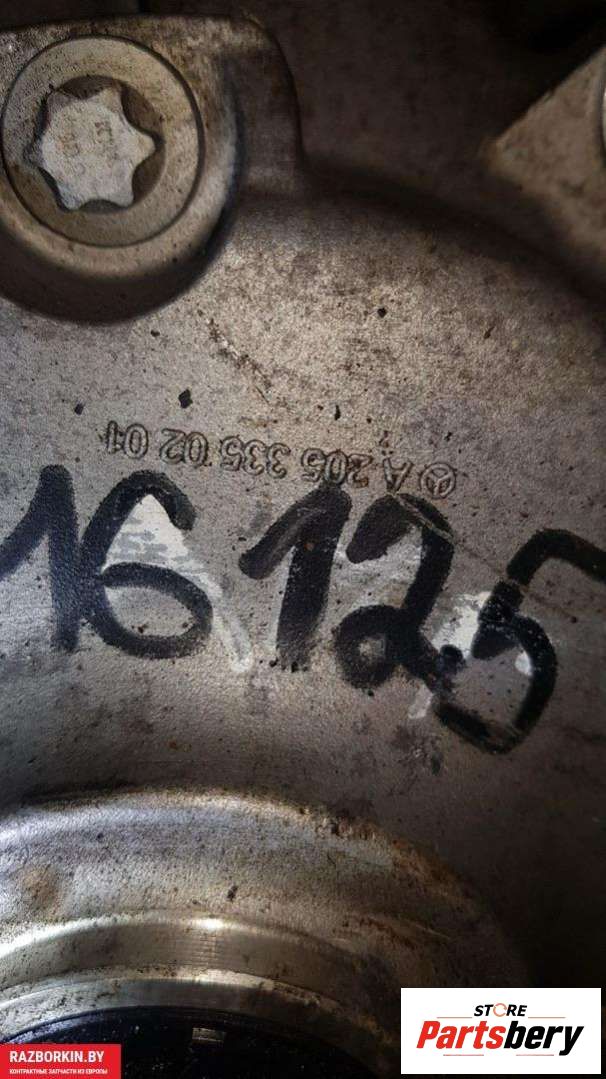 A 205 335 02 01
16125
STORE
Partsbery
RAZBORKIN.BY
КОНТРАКТНЫЕ ЗАПЧАСТИ ИЗ ЕВРОПЫ